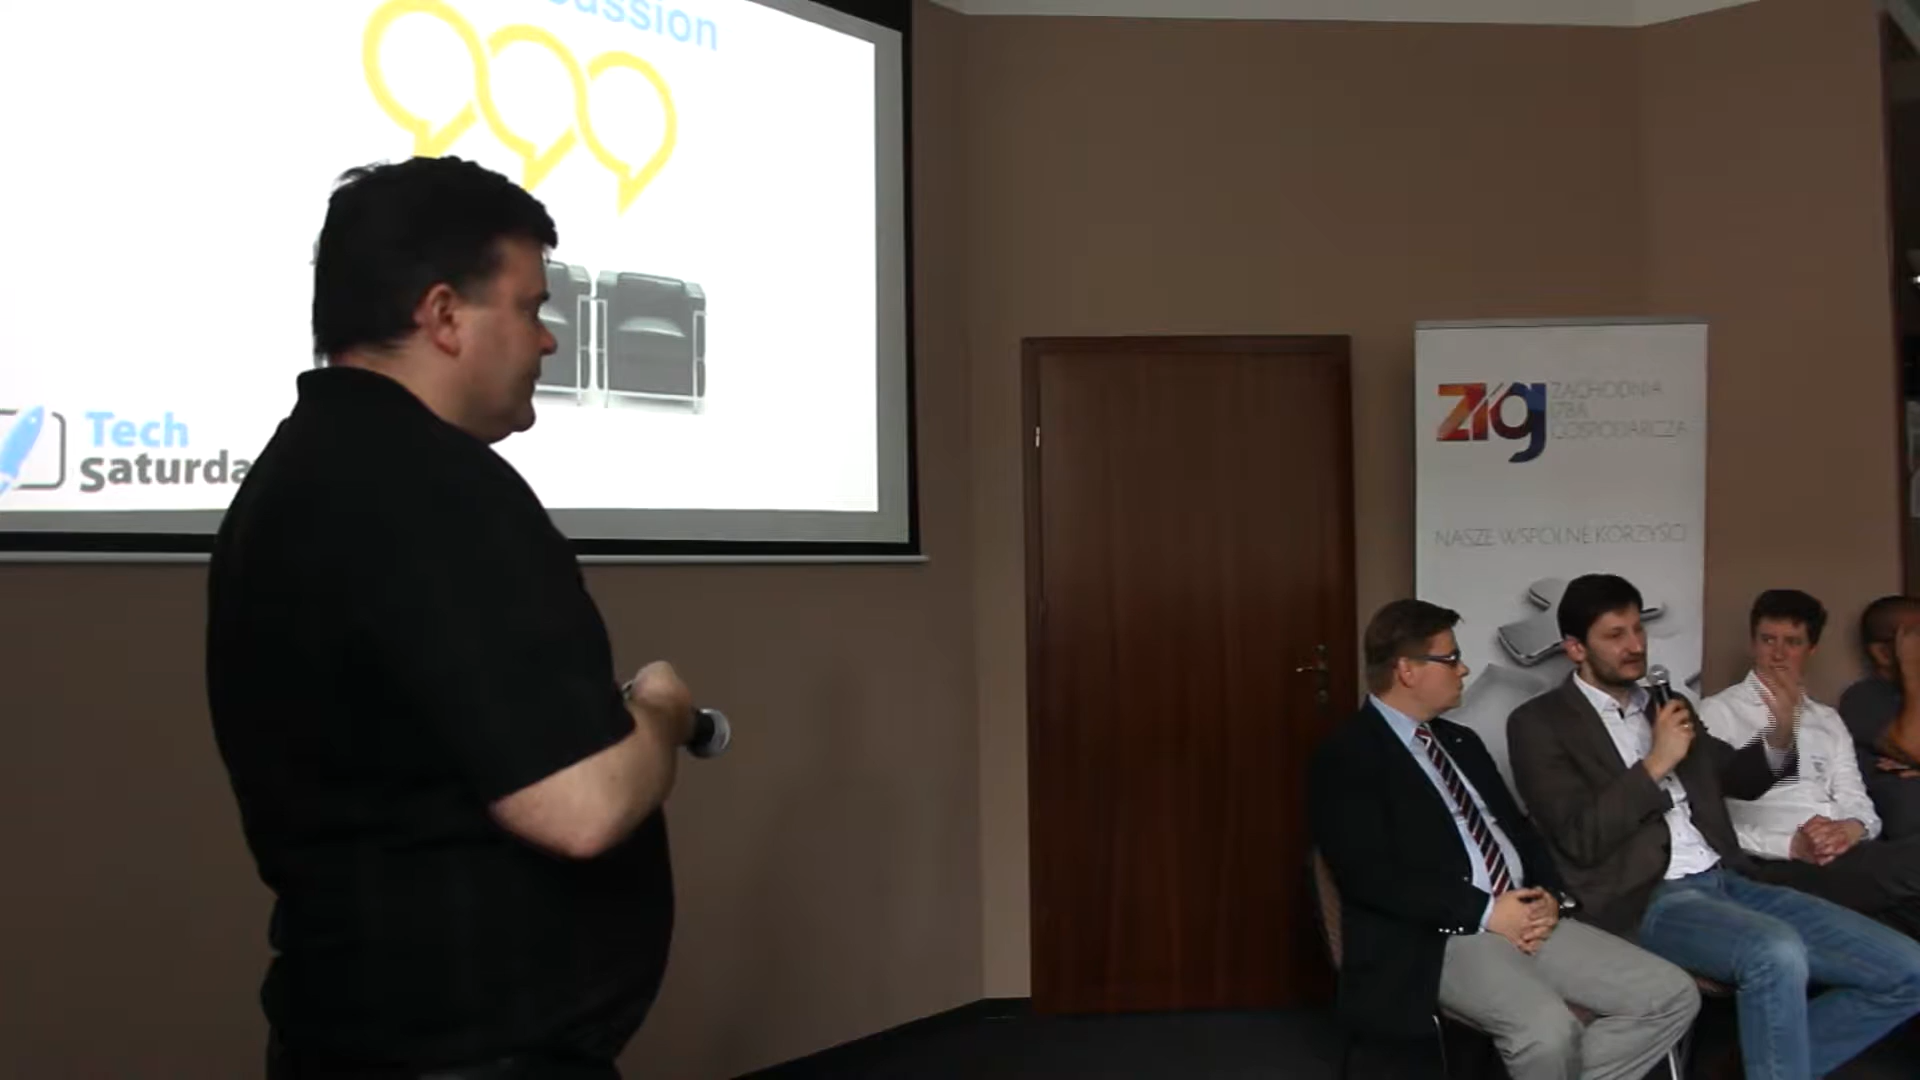 ussion
Tech
Saturda
zig
ZACHODNIA
IZBA
GOSPODARCZA
NASZE WSPÓLNE KORZYŚCI